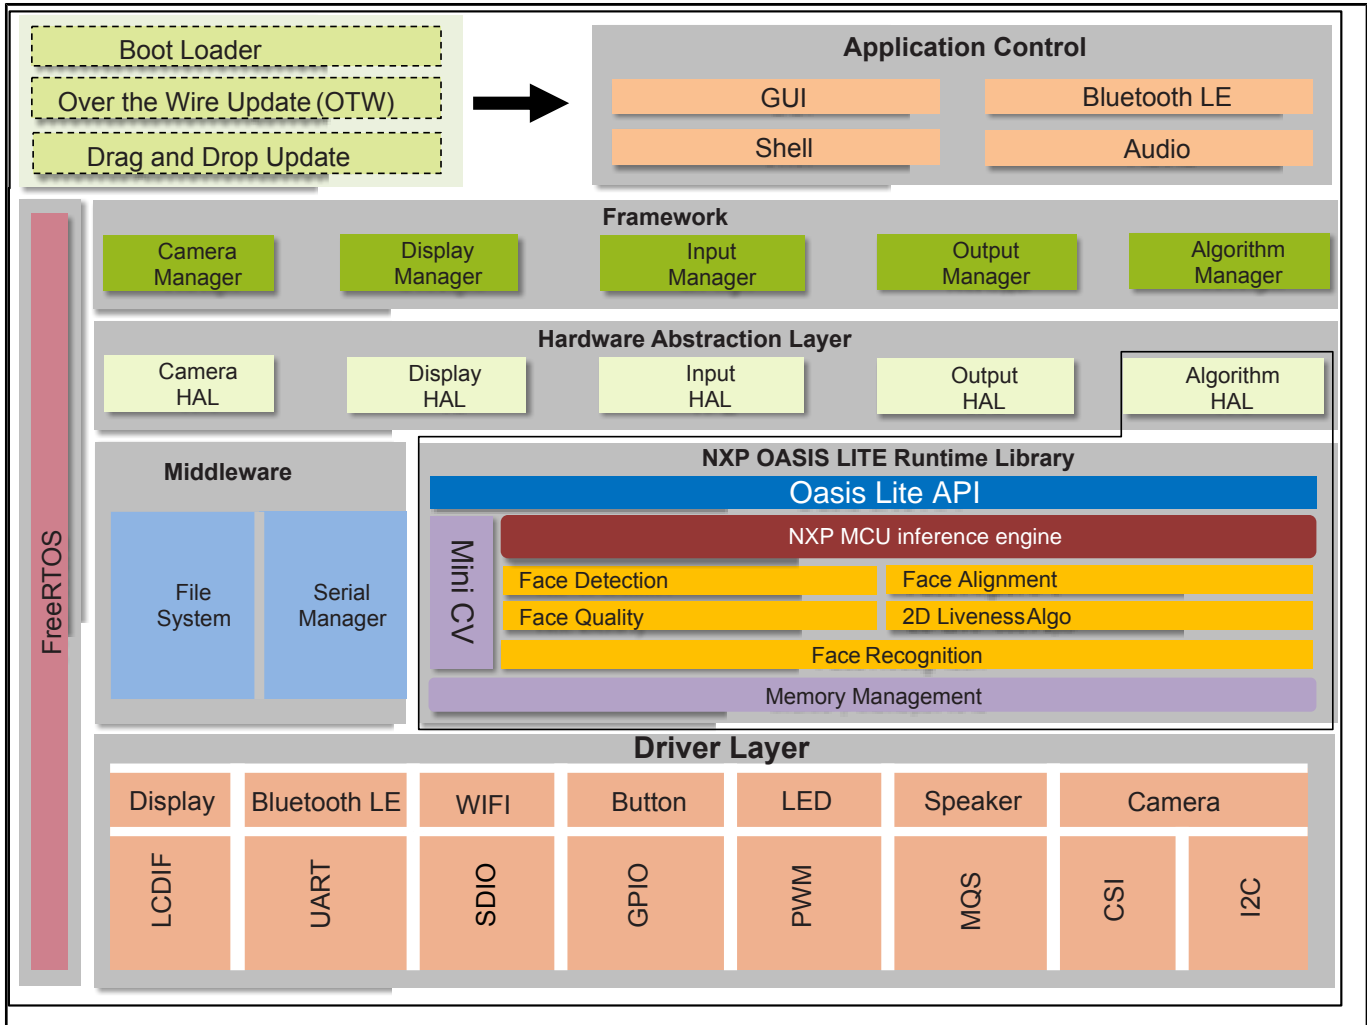 Boot Loader
Over the Wire Update (OTW)
Drag and Drop Update
Application Control
GUI
Bluetooth LE
Shell
Audio
FreeRTOS
Framework
Camera
Manager
Display
Manager
Input
Manager
Output
Manager
Algorithm
Manager
Hardware Abstraction Layer
Camera
HAL
Display
HAL
Input
HAL
Output
HAL
Algorithm
HAL
Middleware
File
System
Serial
Manager
NXP OASIS LITE Runtime Library
Oasis Lite API
Mini CV
NXP MCU inference engine
Face Detection
Face Alignment
Face Quality
2D LivenessAlgo
Face Recognition
Memory Management
Driver Layer
Display
Bluetooth LE
WIFI
Button
LED
Speaker
Camera
LCDIF
UART
SDIO
GPIO
PWM
MQS
CSI
I2C